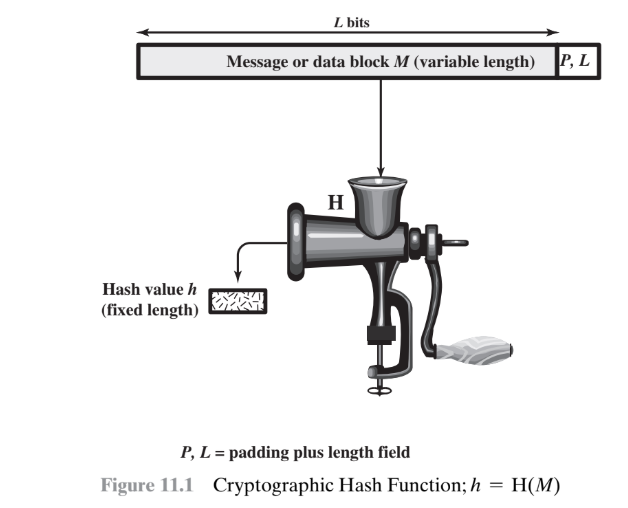 L bits
Message or data block M (variable length) P, L
H
Hash value h
(fixed length)
P, L = padding plus length field
Figure 11.1 Cryptographic Hash Function; h = H(M)